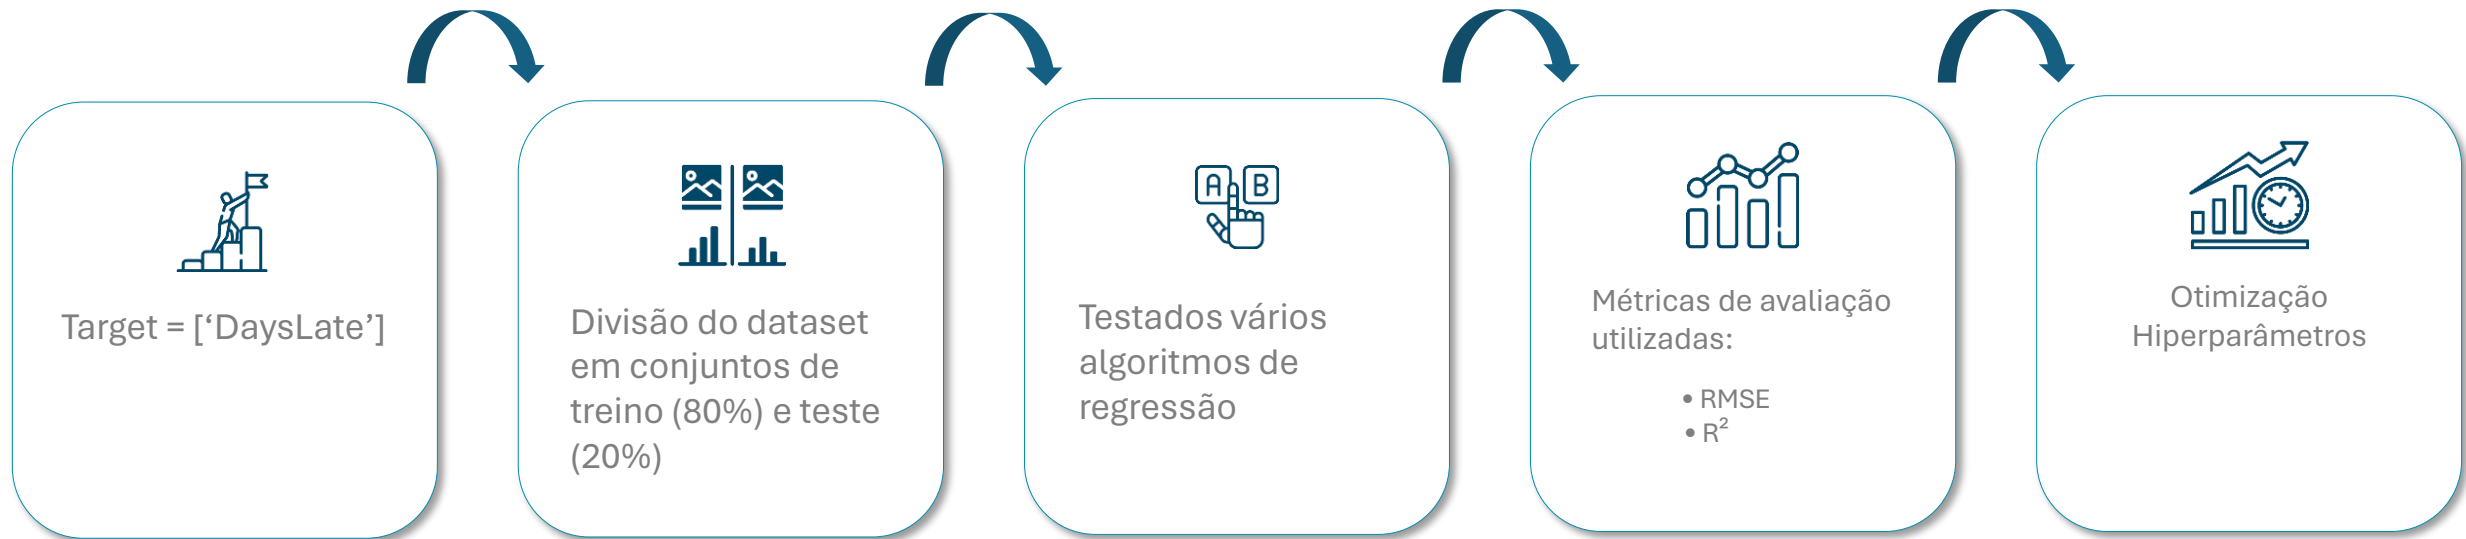 Target = [‘DaysLate’]
Divisão do dataset
em conjuntos de
treino (80%) e teste
(20%)
A B
Testados vários
algoritmos de
regressão
Métricas de avaliação
utilizadas:
• RMSE
• R²
Otimização
Hiperparâmetros